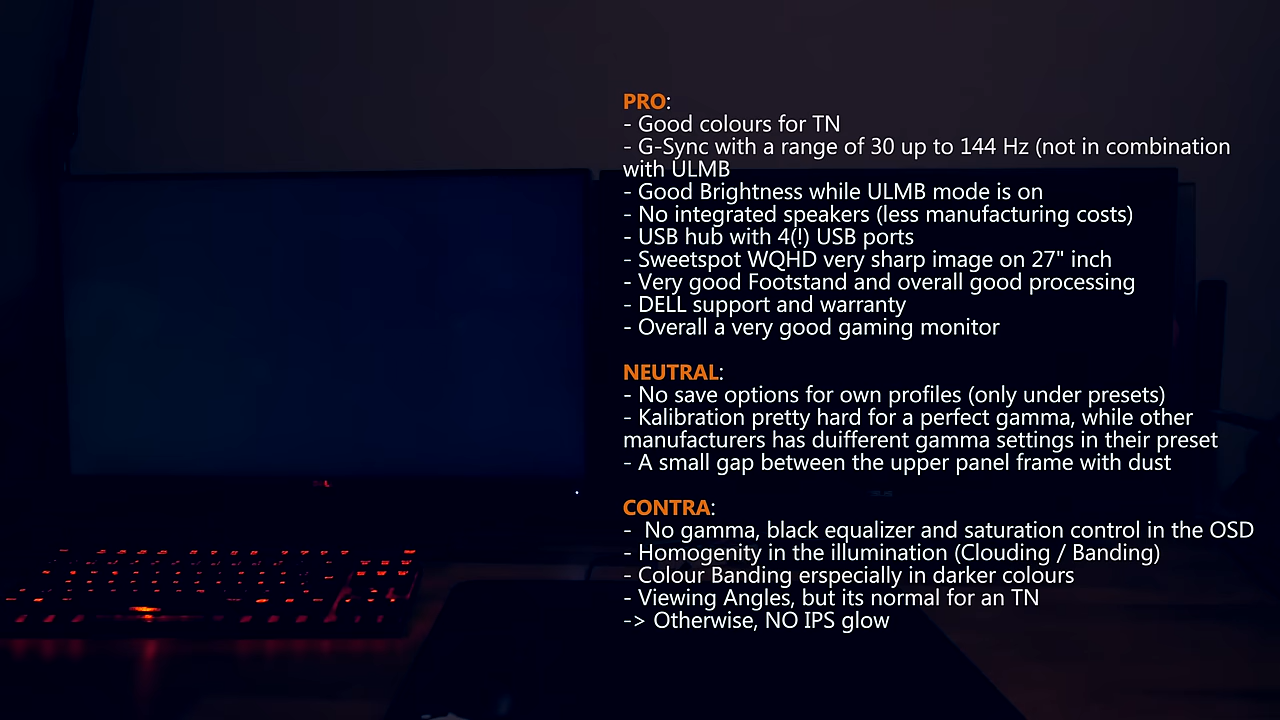 PRO:
- Good colours for TN
- G-Sync with a range of 30 up to 144 Hz (not in combination
with ULMB
- Good Brightness while ULMB mode is on
- No integrated speakers (less manufacturing costs)
- USB hub with 4(!) USB ports
- Sweetspot WQHD very sharp image on 27" inch
- Very good Footstand and overall good processing
- DELL support and warranty
- Overall a very good gaming monitor
NEUTRAL:
- No save options for own profiles (only under presets)
- Kalibration pretty hard for a perfect gamma, while other
manufacturers has duifferent gamma settings in their preset
- A small gap between the upper panel frame with dust
CONTRA:
-  No gamma, black equalizer and saturation control in the OSD
- Homogenity in the illumination (Clouding / Banding)
- Colour Banding erspecially in darker colours
- Viewing Angles, but its normal for an TN
-> Otherwise, NO IPS glow